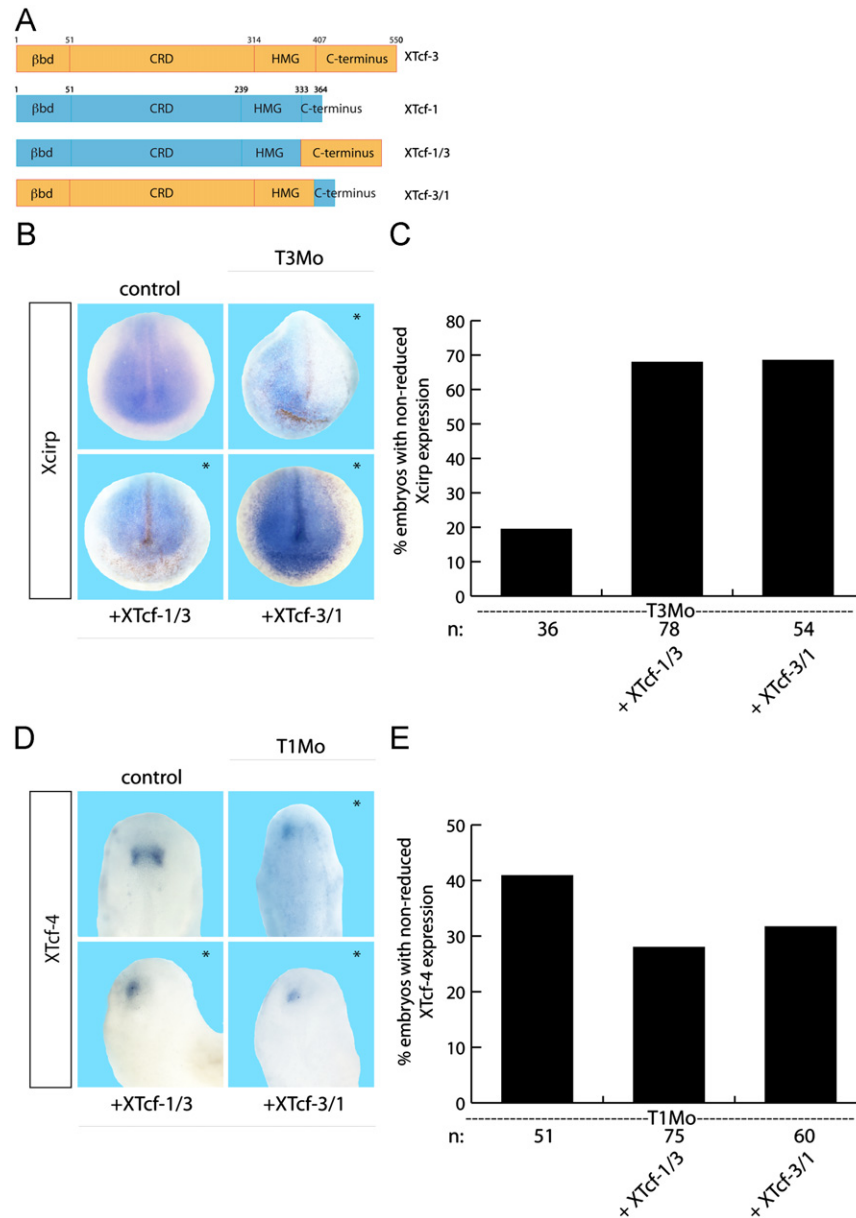 A
1 51 314 407 550
βbd CRD HMG C-terminus XTcf-3
1 51 239 333 364
βbd CRD HMG C-terminus XTcf-1
βbd CRD HMG C-terminus XTcf-1/3
βbd CRD HMG C-terminus XTcf-3/1
B
T3Mo
control
*
Xcirp
*
*
+XTcf-1/3 +XTcf-3/1
C
% embryos with non-reduced
Xcirp expression
80
70
60
50
40
30
20
10
0
T3Mo
n: 36 78 54
+ XTcf-1/3
+ XTcf-3/1
D
T1Mo
control
*
XTcf-4
*
*
+XTcf-1/3 +XTcf-3/1
E
% embryos with non-reduced
XTcf-4 expression
50
40
30
20
10
0
T1Mo
n: 51 75 60
+ XTcf-1/3
+ XTcf-3/1